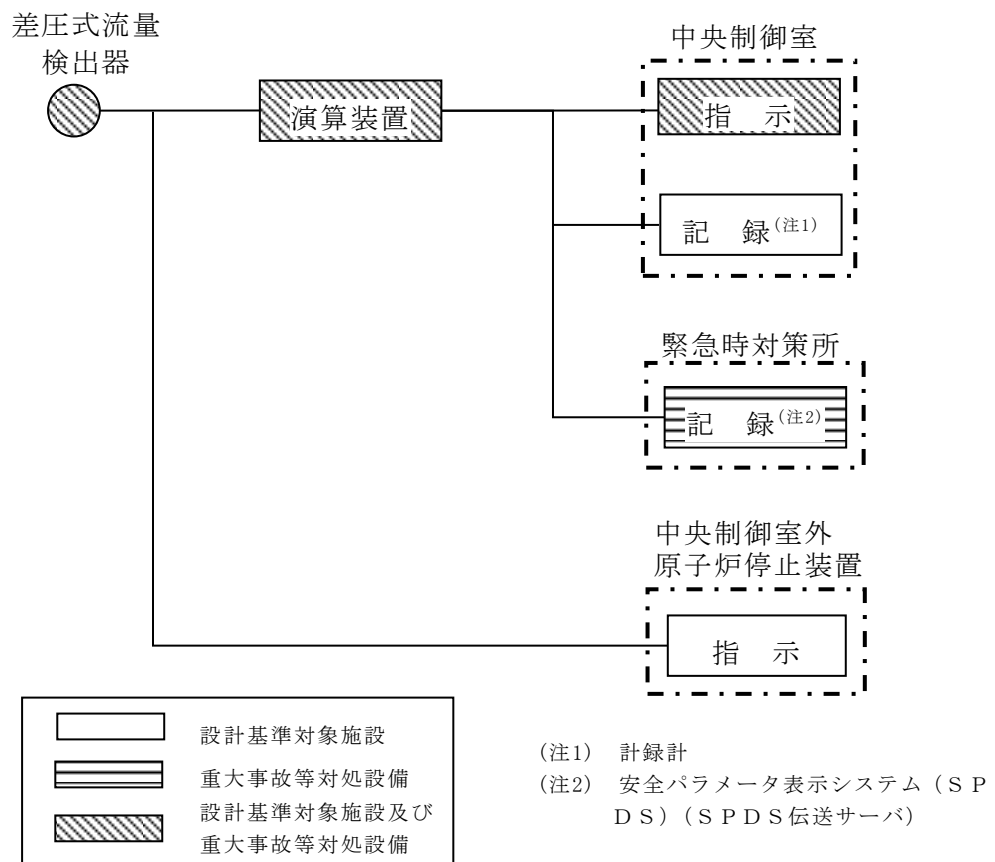 差圧式流量
検出器
演算装置
中央制御室
指　示
記　録(注1)
緊急時対策所
記　録(注2)
中央制御室外
原子炉停止装置
指　示
設計基準対象施設
重大事故等対処設備
設計基準対象施設及び
重大事故等対処設備
(注1)　計録計
(注2)　安全パラメータ表示システム（ＳＰ
ＤＳ）（ＳＰＤＳ伝送サーバ）